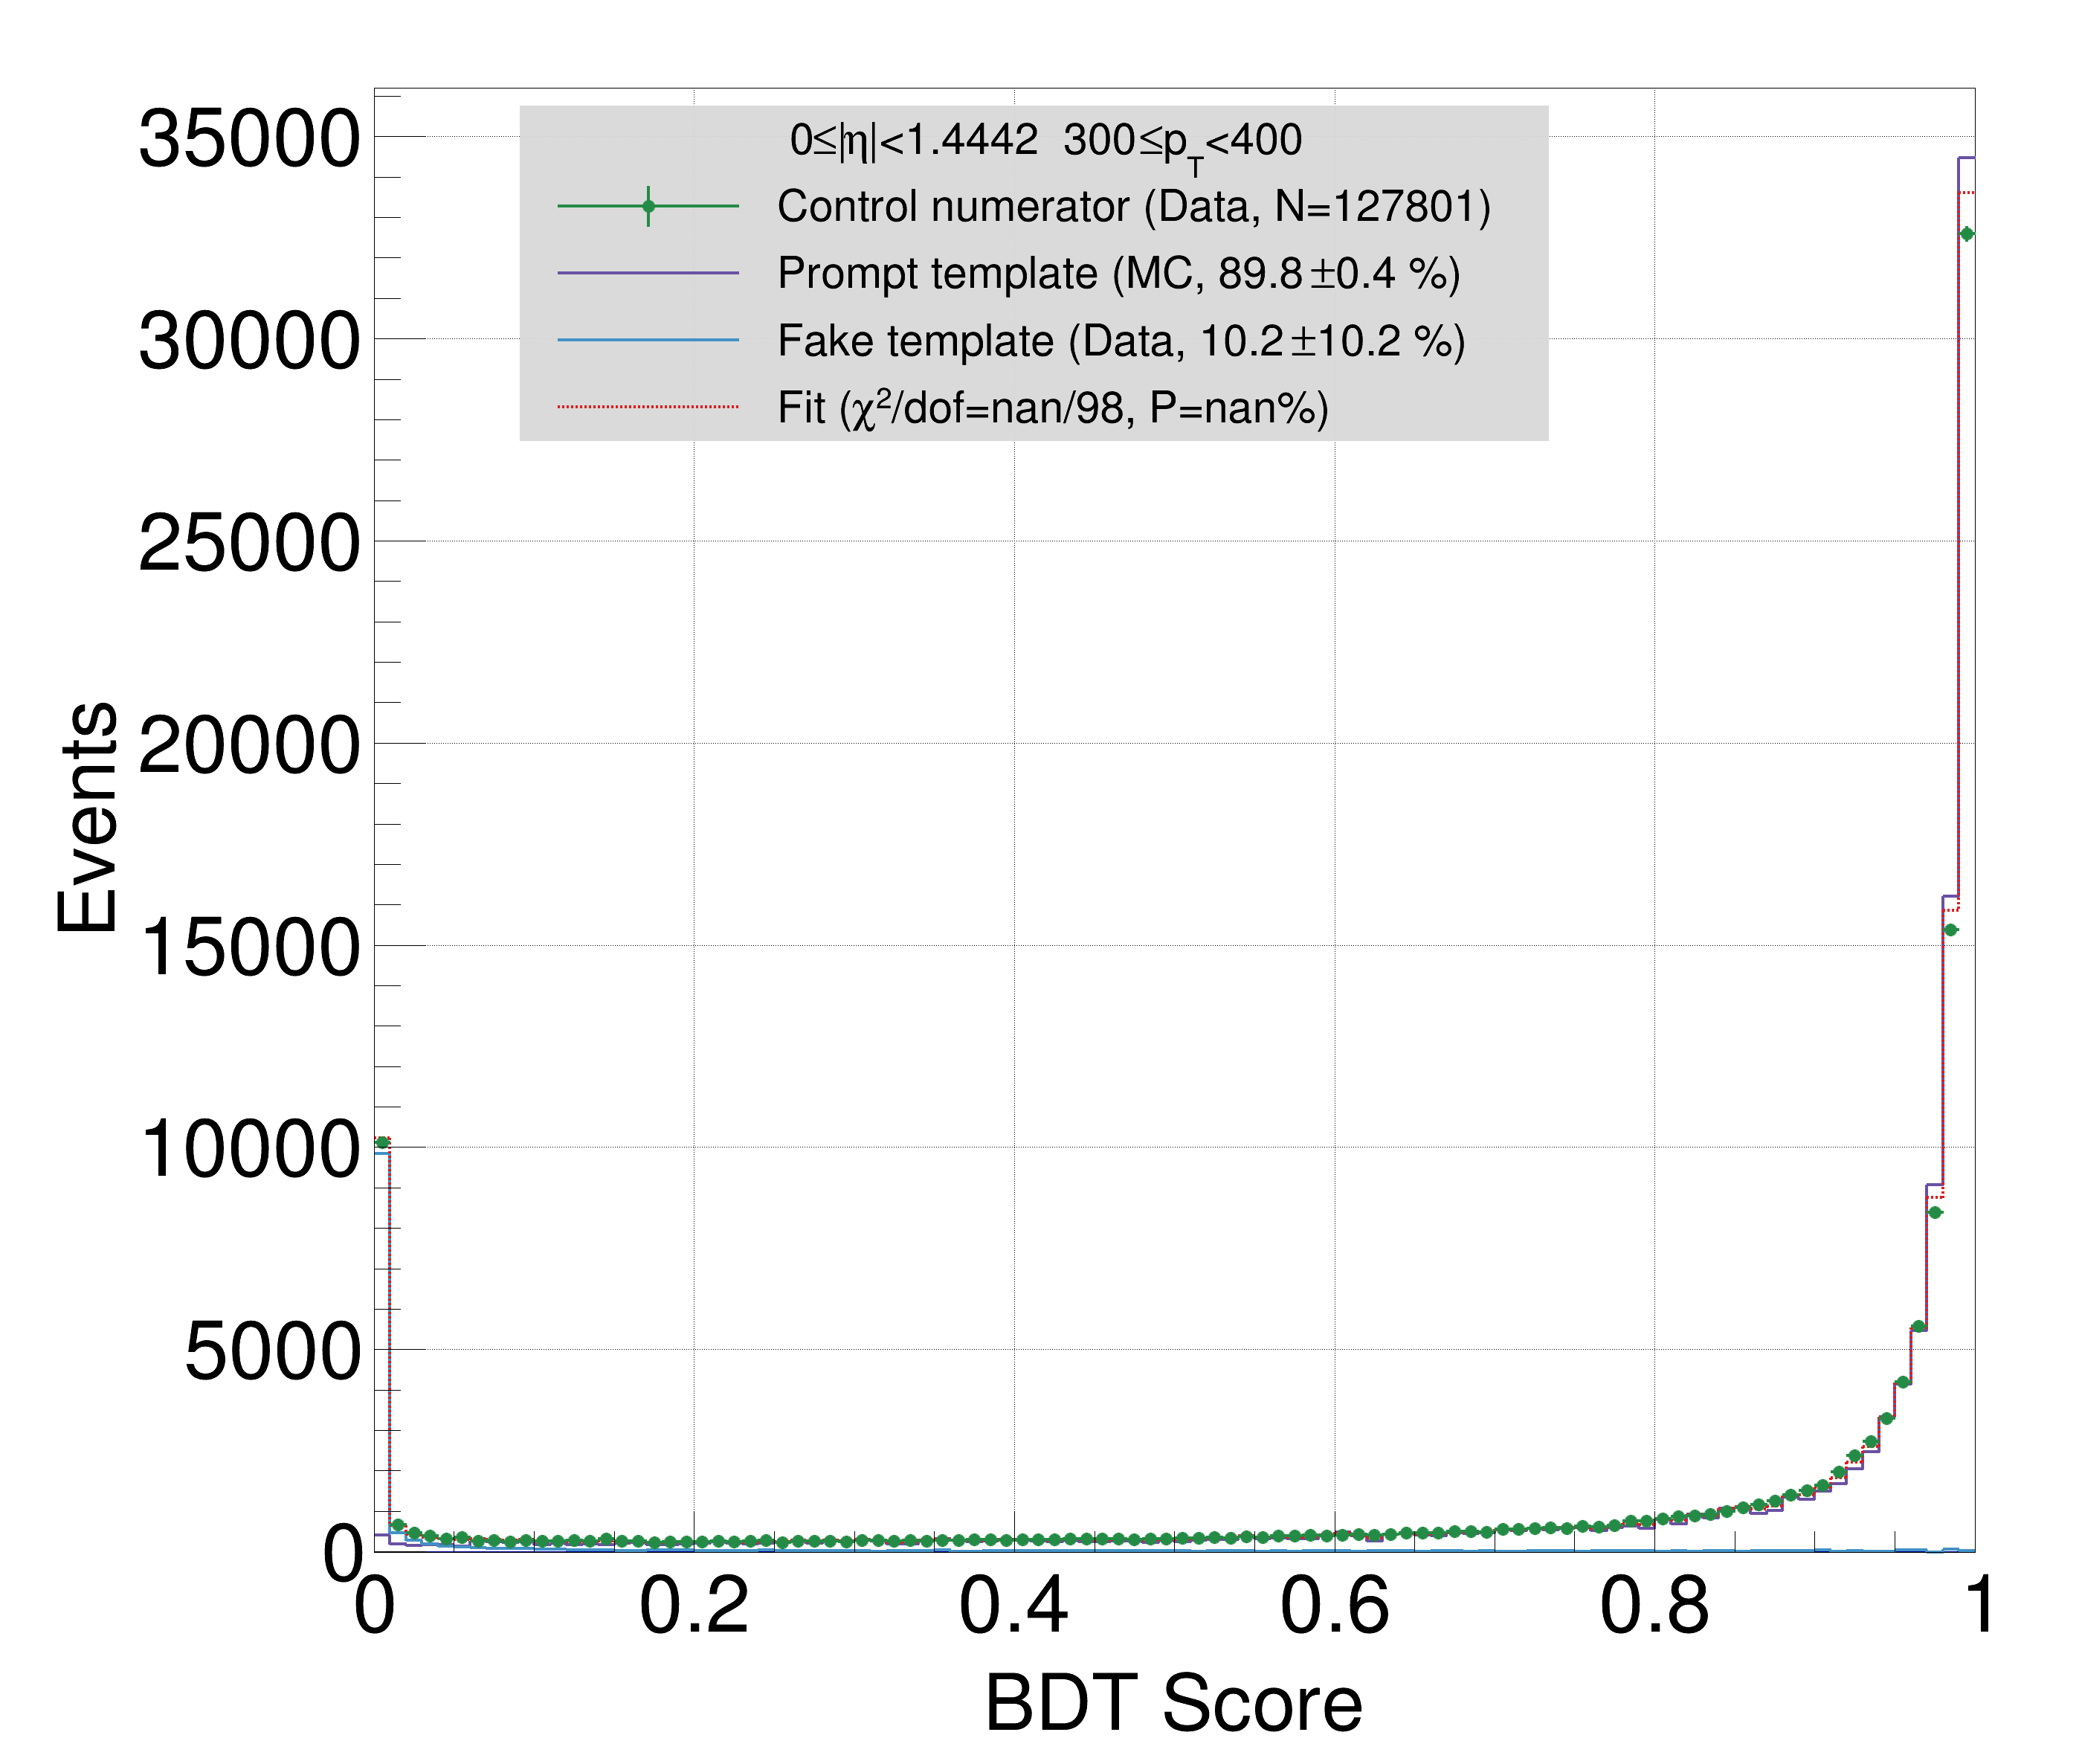 0≤|η|<1.4442 300≤pT<400
Control numerator (Data, N=127801)
Prompt template (MC, 89.8±0.4 %)
Fake template (Data, 10.2±10.2 %)
Fit (χ²/dof=nan/98, P=nan%)
35000
30000
25000
20000
15000
10000
5000
0
Events
0 0.2 0.4 0.6 0.8 1
BDT Score